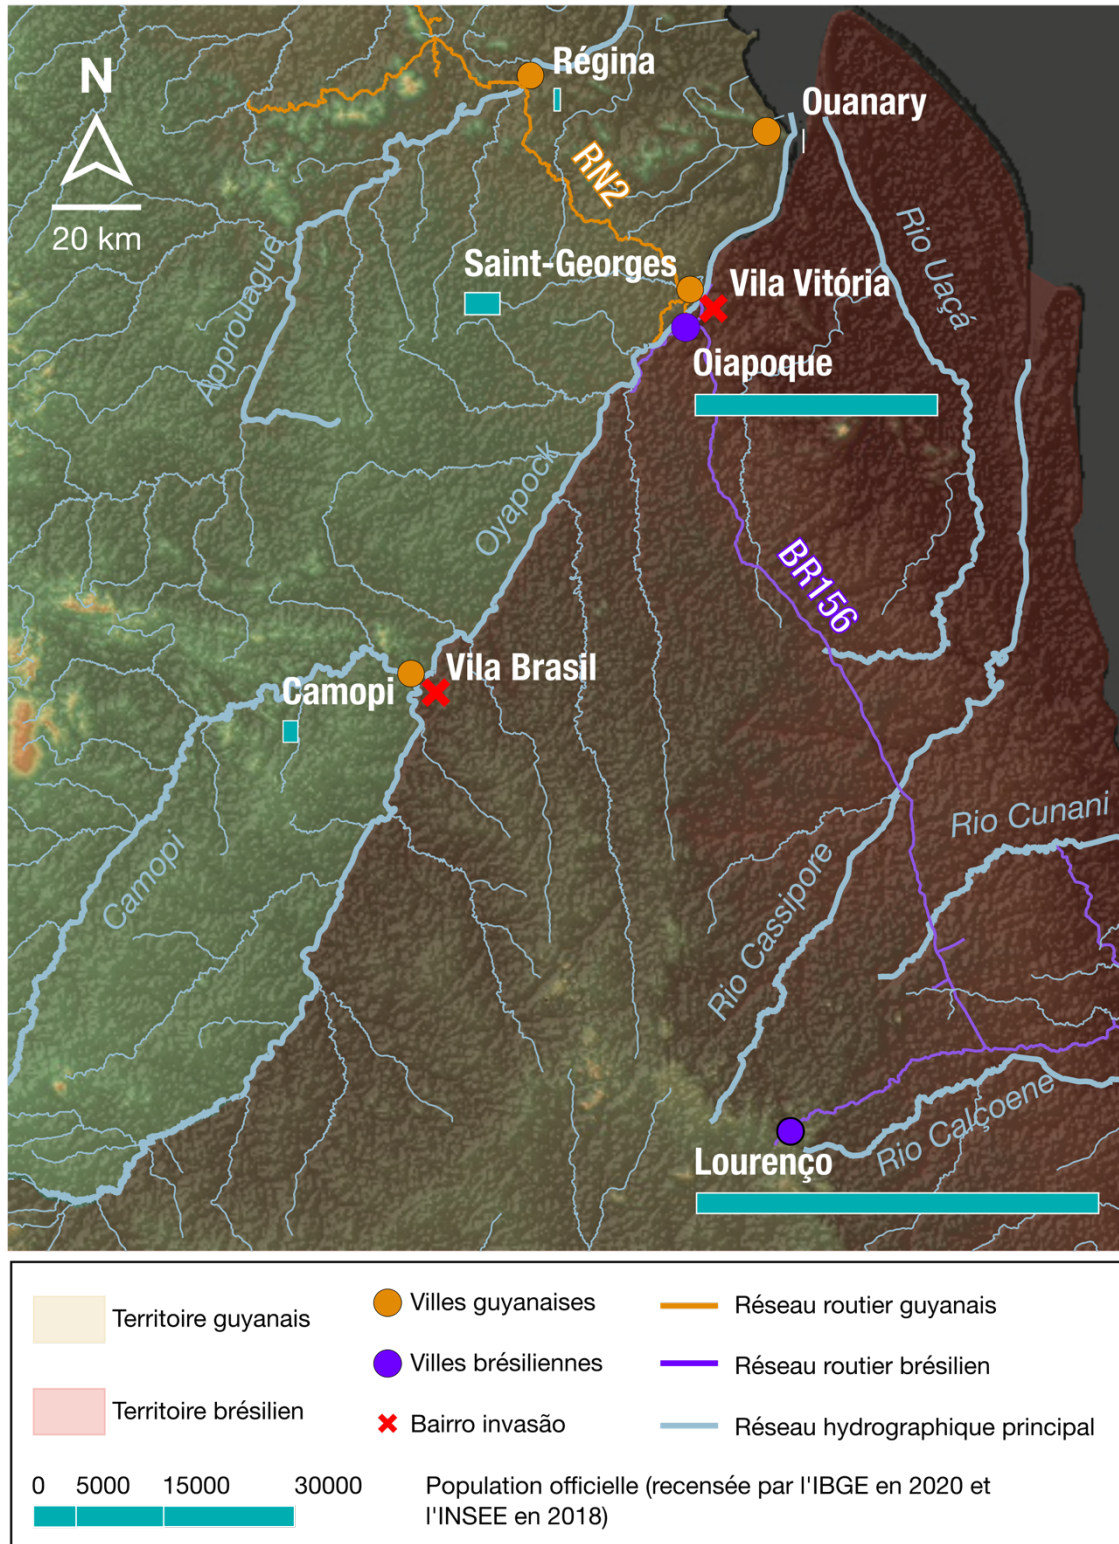 N
20 km
Régina
Ouanary
RN2
Rio Uaçá
Approuague
Saint-Georges
Vila Vitória
Oiapoque
Oyapock
BR156
Vila Brasil
Camopi
Camopi
Rio Cunani
Rio Cassipore
Rio Calçoene
Lourenço
Territoire guyanais
Villes guyanaises
Réseau routier guyanais
Villes brésiliennes
Réseau routier brésilien
Territoire brésilien
Bairro invasão
Réseau hydrographique principal
0 5000 15000 30000
Population officielle (recensée par l'IBGE en 2020 et
l'INSEE en 2018)